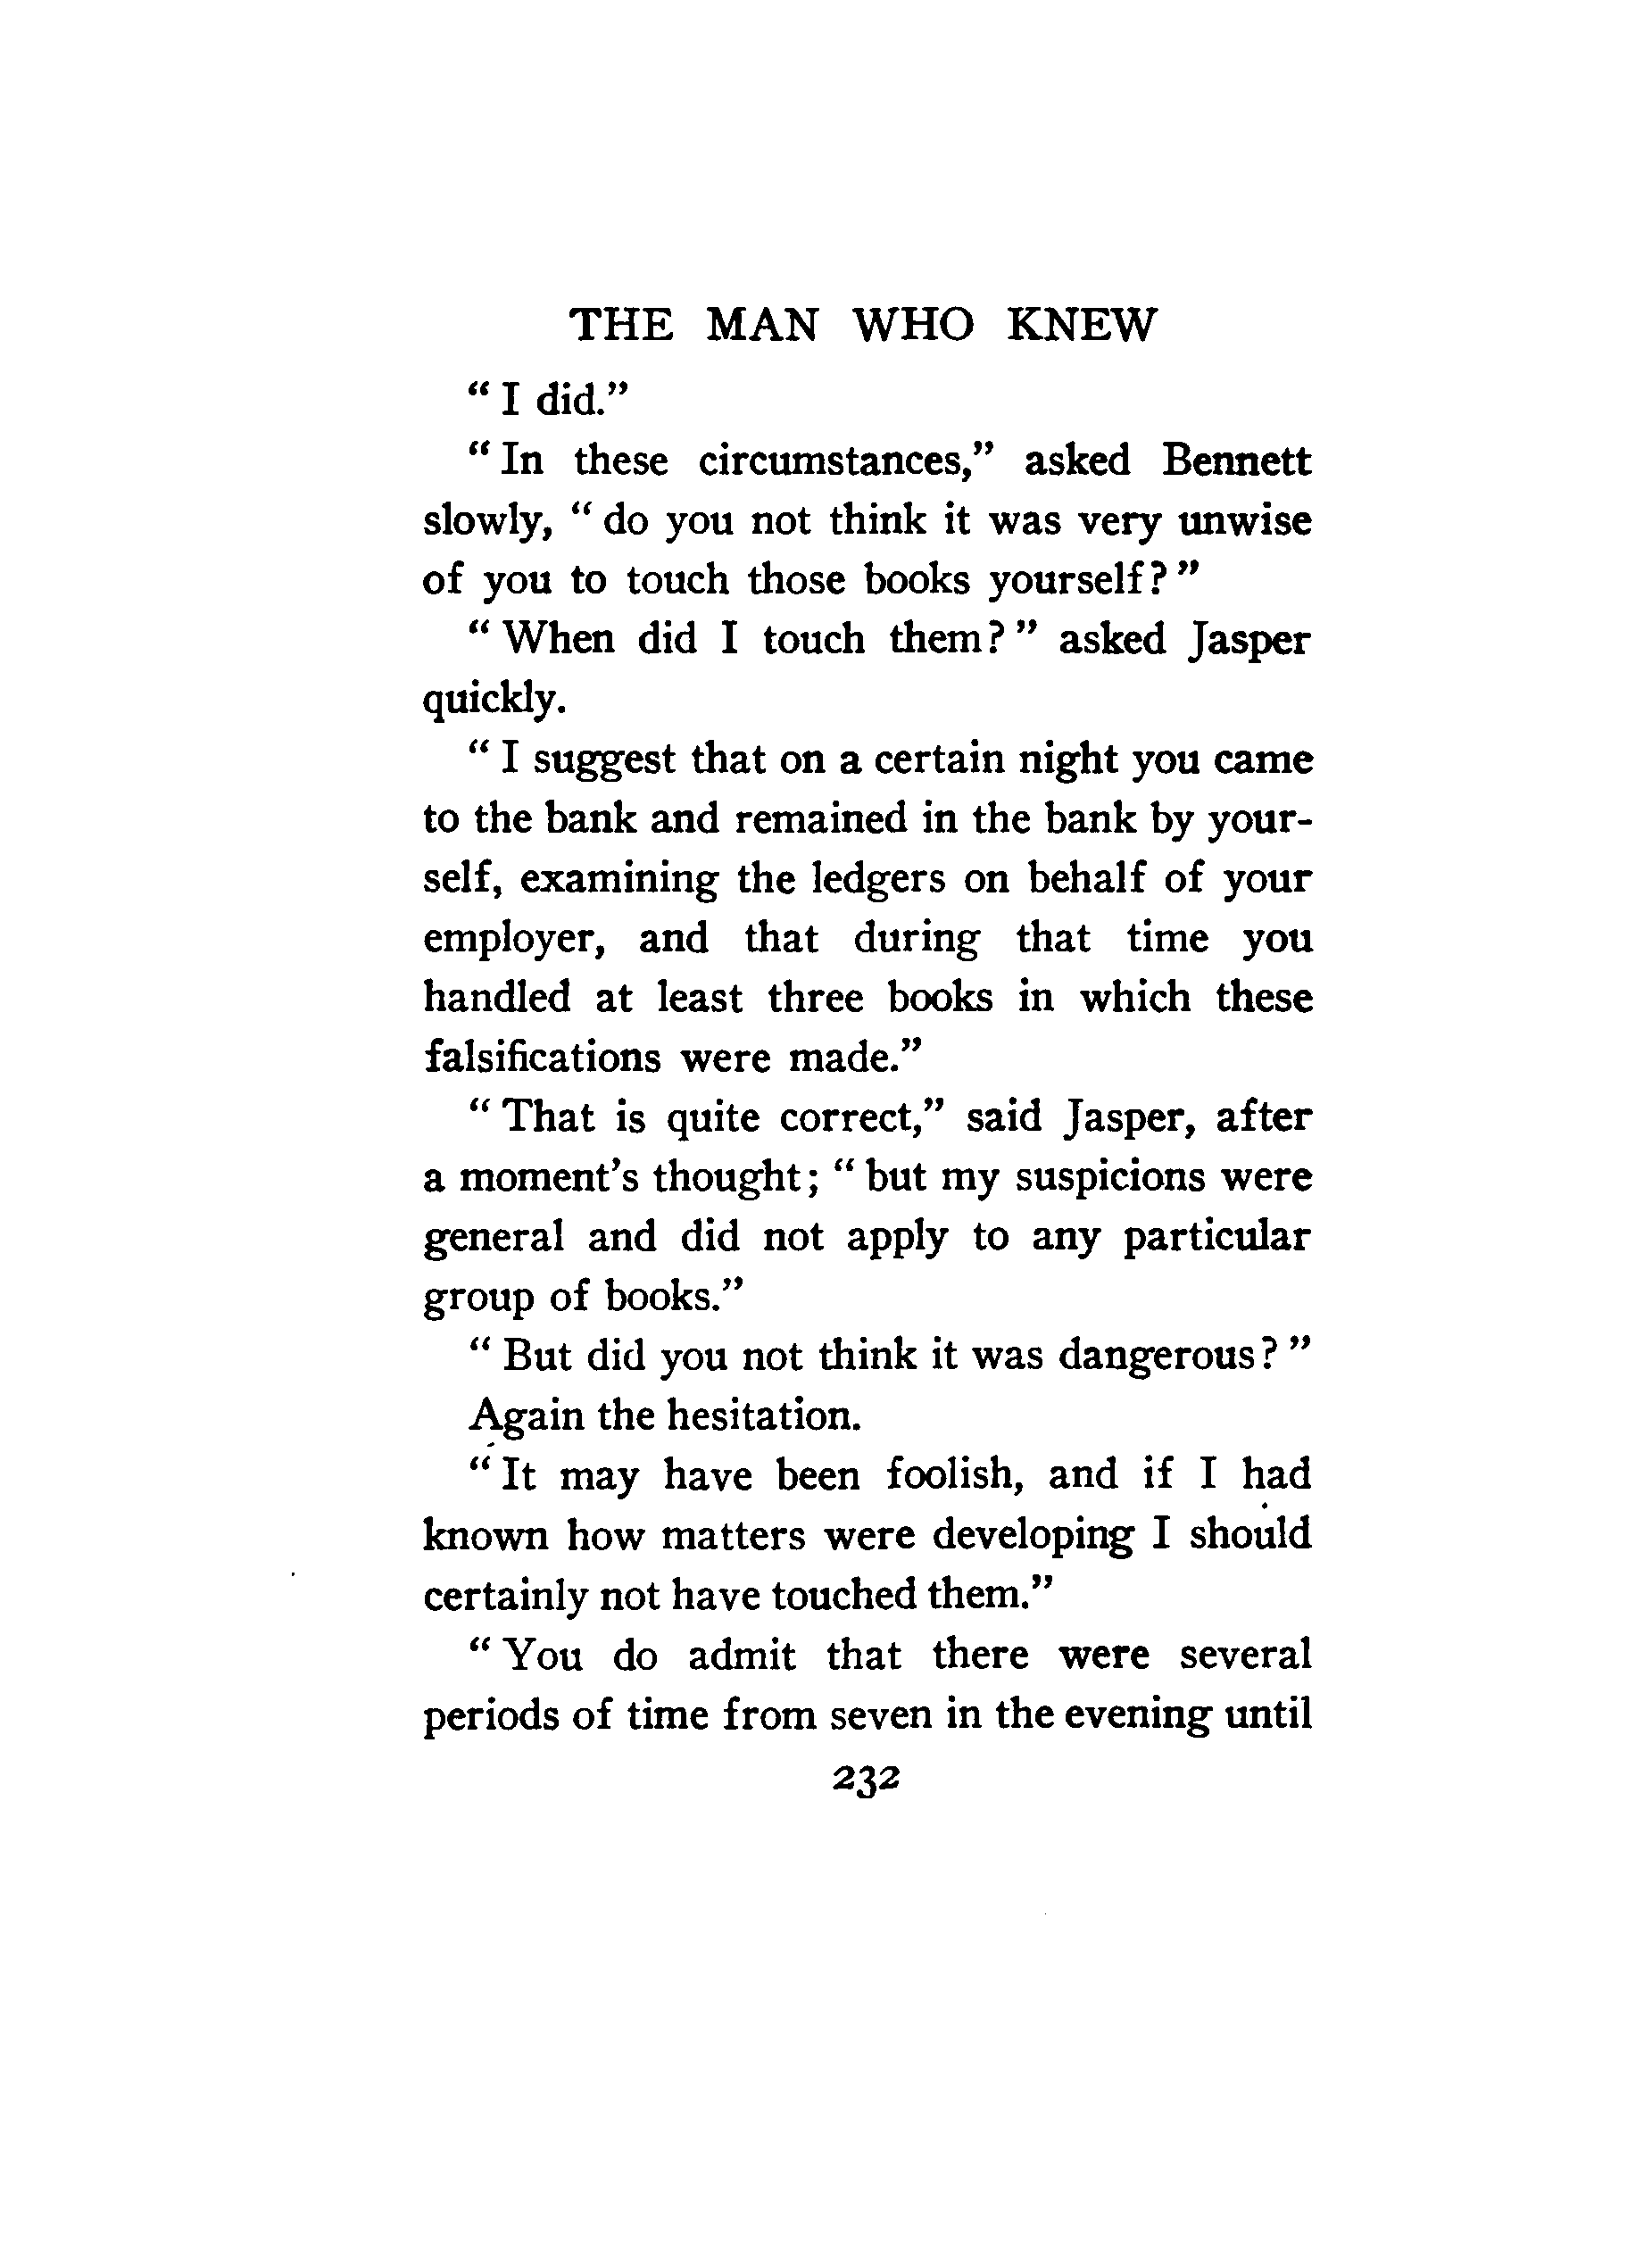 THE MAN WHO KNEW
“ I did.”
“ In these circumstances,” asked Bennett
slowly, “ do you not think it was very unwise
of you to touch those books yourself? ”
“ When did I touch them? ” asked Jasper
quickly.
“ I suggest that on a certain night you came
to the bank and remained in the bank by your-
self, examining the ledgers on behalf of your
employer, and that during that time you
handled at least three books in which these
falsifications were made.”
“ That is quite correct,” said Jasper, after
a moment's thought; “ but my suspicions were
general and did not apply to any particular
group of books.”
“ But did you not think it was dangerous? ”
Again the hesitation.
“ It may have been foolish, and if I had
known how matters were developing I should
certainly not have touched them.”
“ You do admit that there were several
periods of time from seven in the evening until
232